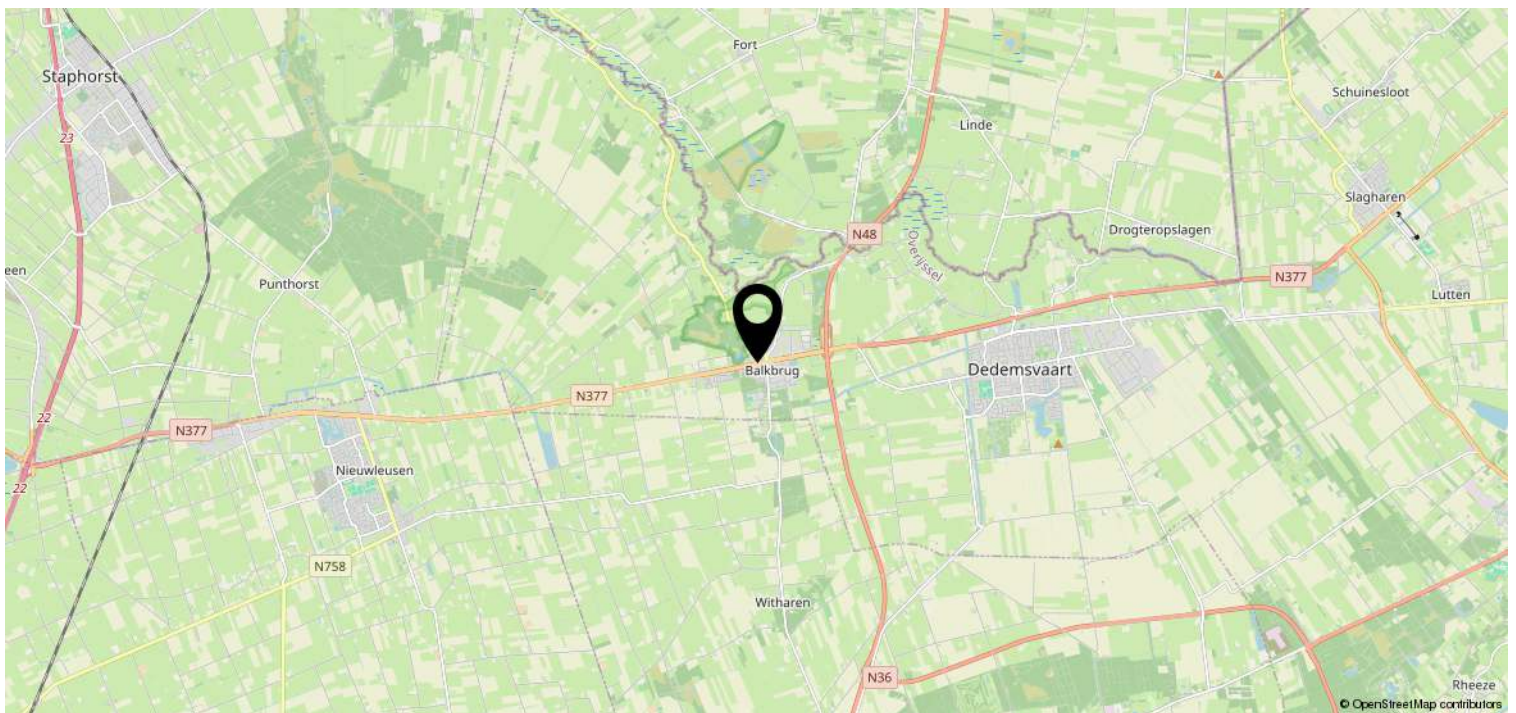 Fort
Staphorst
Schuinesloot
23
Linde
Slagharen
N48
Drogteropslagen
Overijssel
een
Punthorst
N377
Lutten
Balkbrug
Dedemsvaart
N377
22
N377
Nieuwleusen
22
N758
Witharen
N36
Rheeze
© OpenStreetMap contributors